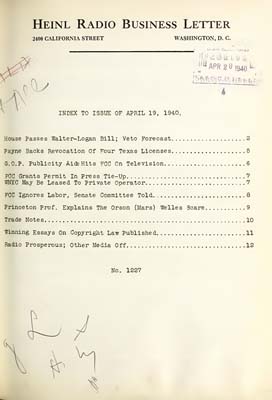 HEINL RADIO BUSINESS LETTER
2400 CALIFORNIA STREET WASHINGTON, D. C.
APR 20 1940
INDEX TO ISSUE OF APRIL 19, 1940.
House Passes Walter-Logan Bill; Veto Forecast....................2
Payne Backs Revocation Of Four Texas Licenses....................5
G.O.P. Publicity Aide Hits FCC On Television.....................6
FCC Grants Permit In Press Tie-Up................................7
WNYC May Be Leased To Private Operator...........................7
FCC Ignores Labor, Senate Committee Told.........................8
Princeton Prof. Explains The Orson (Mars) Welles Scare...........9
Trade Notes.....................................................10
Winning Essays On Copyright Law Published.......................11
Radio Prosperous; Other Media Off...............................12
No. 1227